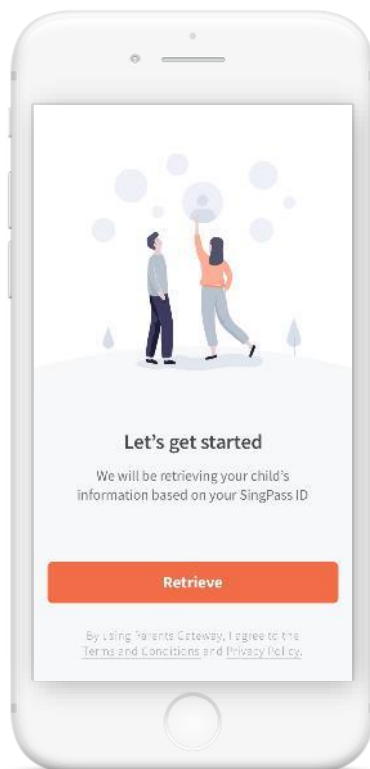 Let's get started
We will be retrieving your child's
information based on your SingPass ID
Retrieve
By using Parents Gateway, I agree to the
Terms and Conditions and Privacy Policy.